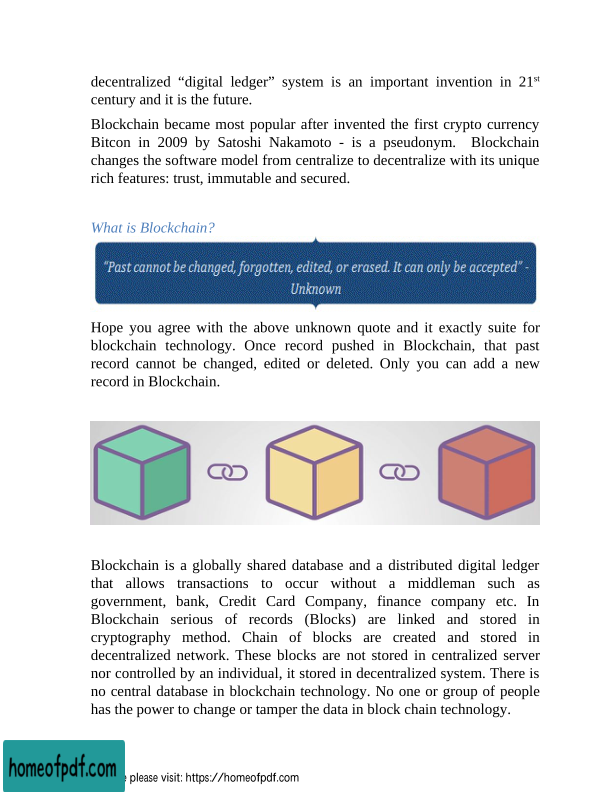 decentralized “digital ledger” system is an important invention in 21st
century and it is the future.
Blockchain became most popular after invented the first crypto currency
Bitcon in 2009 by Satoshi Nakamoto - is a pseudonym. Blockchain
changes the software model from centralize to decentralize with its unique
rich features: trust, immutable and secured.
What is Blockchain?
“Past cannot be changed, forgotten, edited, or erased. It can only be accepted” -
Unknown
Hope you agree with the above unknown quote and it exactly suite for
blockchain technology. Once record pushed in Blockchain, that past
record cannot be changed, edited or deleted. Only you can add a new
record in Blockchain.
Blockchain is a globally shared database and a distributed digital ledger
that allows transactions to occur without a middleman such as
government, bank, Credit Card Company, finance company etc. In
Blockchain serious of records (Blocks) are linked and stored in
cryptography method. Chain of blocks are created and stored in
decentralized network. These blocks are not stored in centralized server
nor controlled by an individual, it stored in decentralized system. There is
no central database in blockchain technology. No one or group of people
has the power to change or tamper the data in block chain technology.
homeofpdf.com
please visit: https://homeofpdf.com